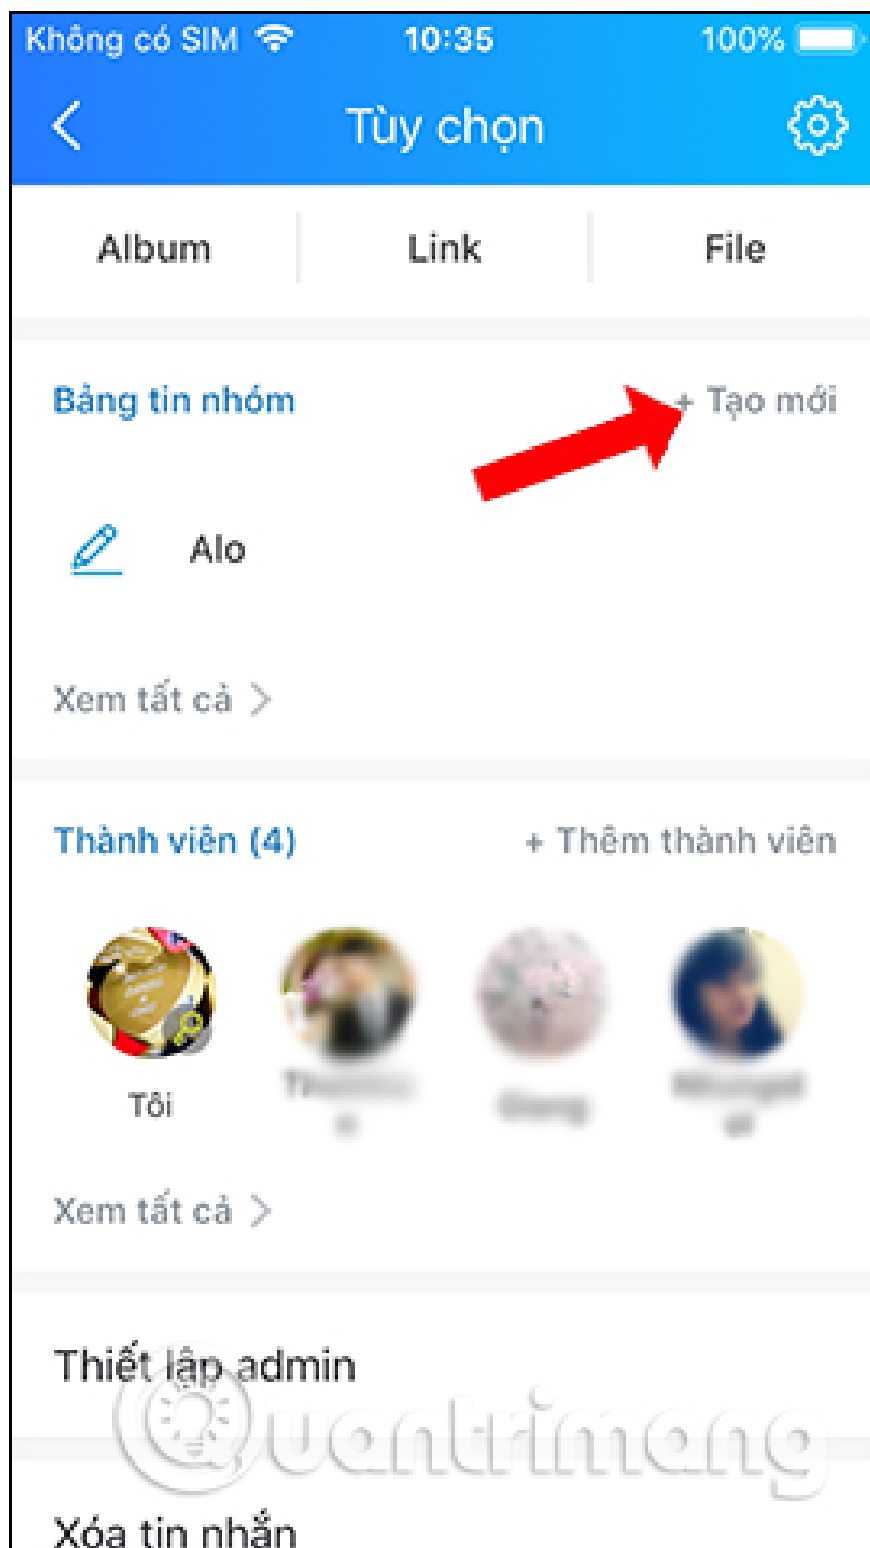 Không có SIM 10:35 100%
Tùy chọn
Album Link File
Bảng tin nhóm + Tạo mới
Alo
Xem tất cả >
Thành viên (4) + Thêm thành viên
Tôi
Xem tất cả >
Thiết lập admin
Quantrimang
Xóa tin nhắn